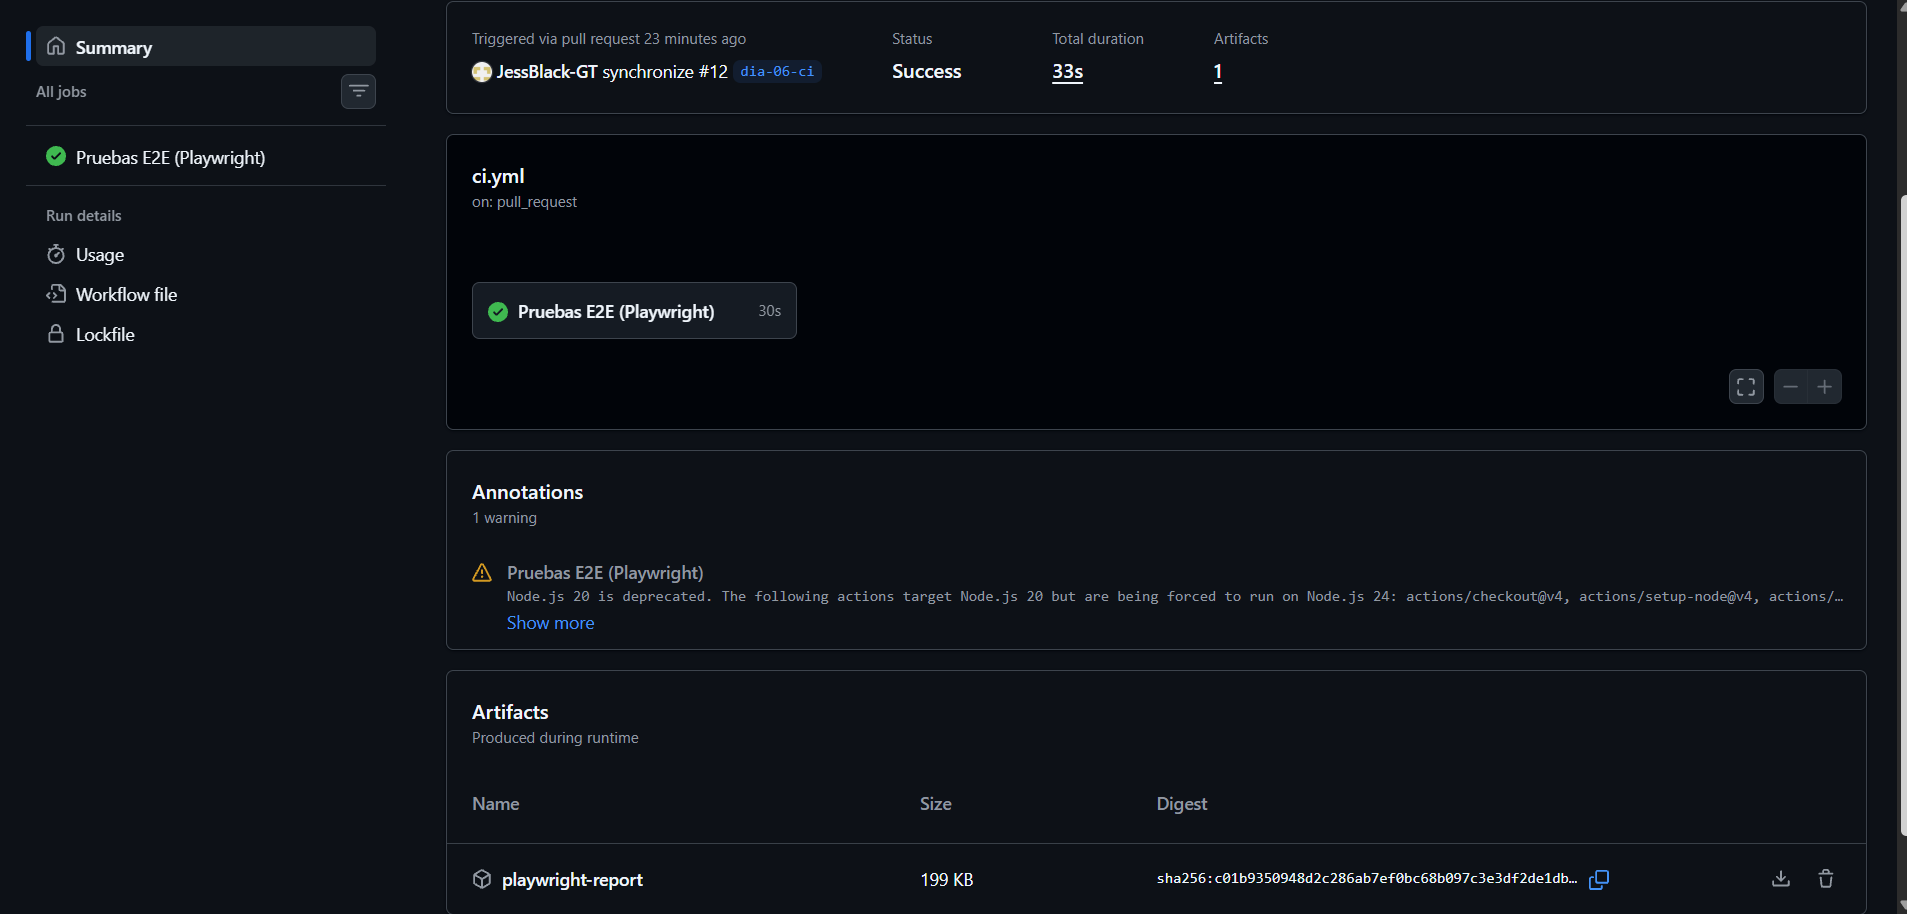 Summary
All jobs
Pruebas E2E (Playwright)
Run details
Usage
Workflow file
Lockfile
Triggered via pull request 23 minutes ago
JessBlack-GT synchronize #12 dia-06-ci
Status
Success
Total duration
33s
Artifacts
1
ci.yml
on: pull_request
Pruebas E2E (Playwright) 30s
Annotations
1 warning
Pruebas E2E (Playwright)
Node.js 20 is deprecated. The following actions target Node.js 20 but are being forced to run on Node.js 24: actions/checkout@v4, actions/setup-node@v4, actions/…
Show more
Artifacts
Produced during runtime
Name Size Digest
playwright-report 199 KB sha256:c01b9350948d2c286ab7ef0bc68b097c3e3df2de1db…